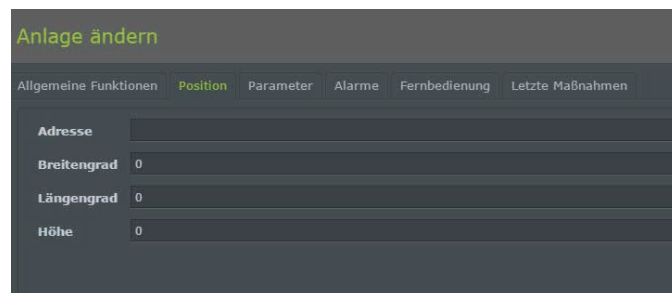 Anlage ändern
Allgemeine Funktionen Position Parameter Alarme Fernbedienung Letzte Maßnahmen
Adresse
Breitengrad 0
Längengrad 0
Höhe 0